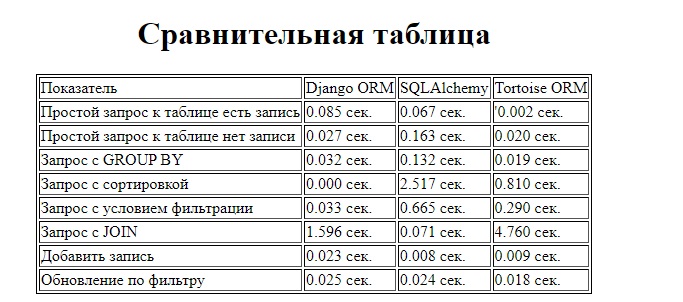 Сравнительная таблица
Показатель Django ORM SQLAlchemy Tortoise ORM
Простой запрос к таблице есть запись 0.085 сек. 0.067 сек. '0.002 сек.
Простой запрос к таблице нет записи 0.027 сек. 0.163 сек. 0.020 сек.
Запрос с GROUP BY 0.032 сек. 0.132 сек. 0.019 сек.
Запрос с сортировкой 0.000 сек. 2.517 сек. 0.810 сек.
Запрос с условием фильтрации 0.033 сек. 0.665 сек. 0.290 сек.
Запрос с JOIN 1.596 сек. 0.071 сек. 4.760 сек.
Добавить запись 0.023 сек. 0.008 сек. 0.009 сек.
Обновление по фильтру 0.025 сек. 0.024 сек. 0.018 сек.